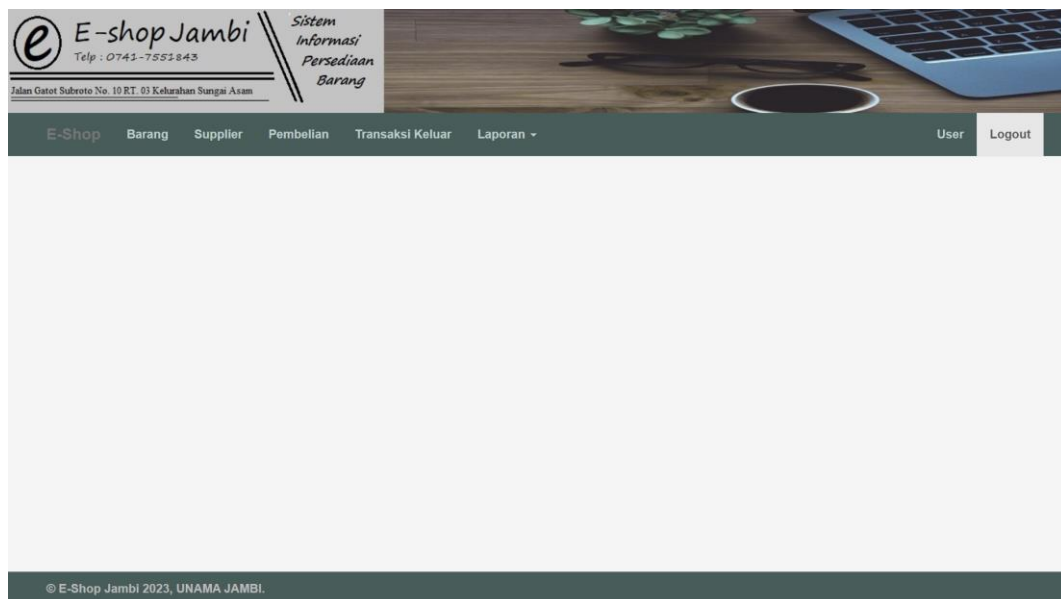 e
E-shop Jambi
Telp : 0741-7551843
Jalan Gatot Subroto No. 10 RT. 03 Kelurahan Sungai Asam
Sistem
Informasi
Persediaan
Barang
E-Shop Barang Supplier Pembelian Transaksi Keluar Laporan User Logout
© E-Shop Jambi 2023, UNAMA JAMBI.